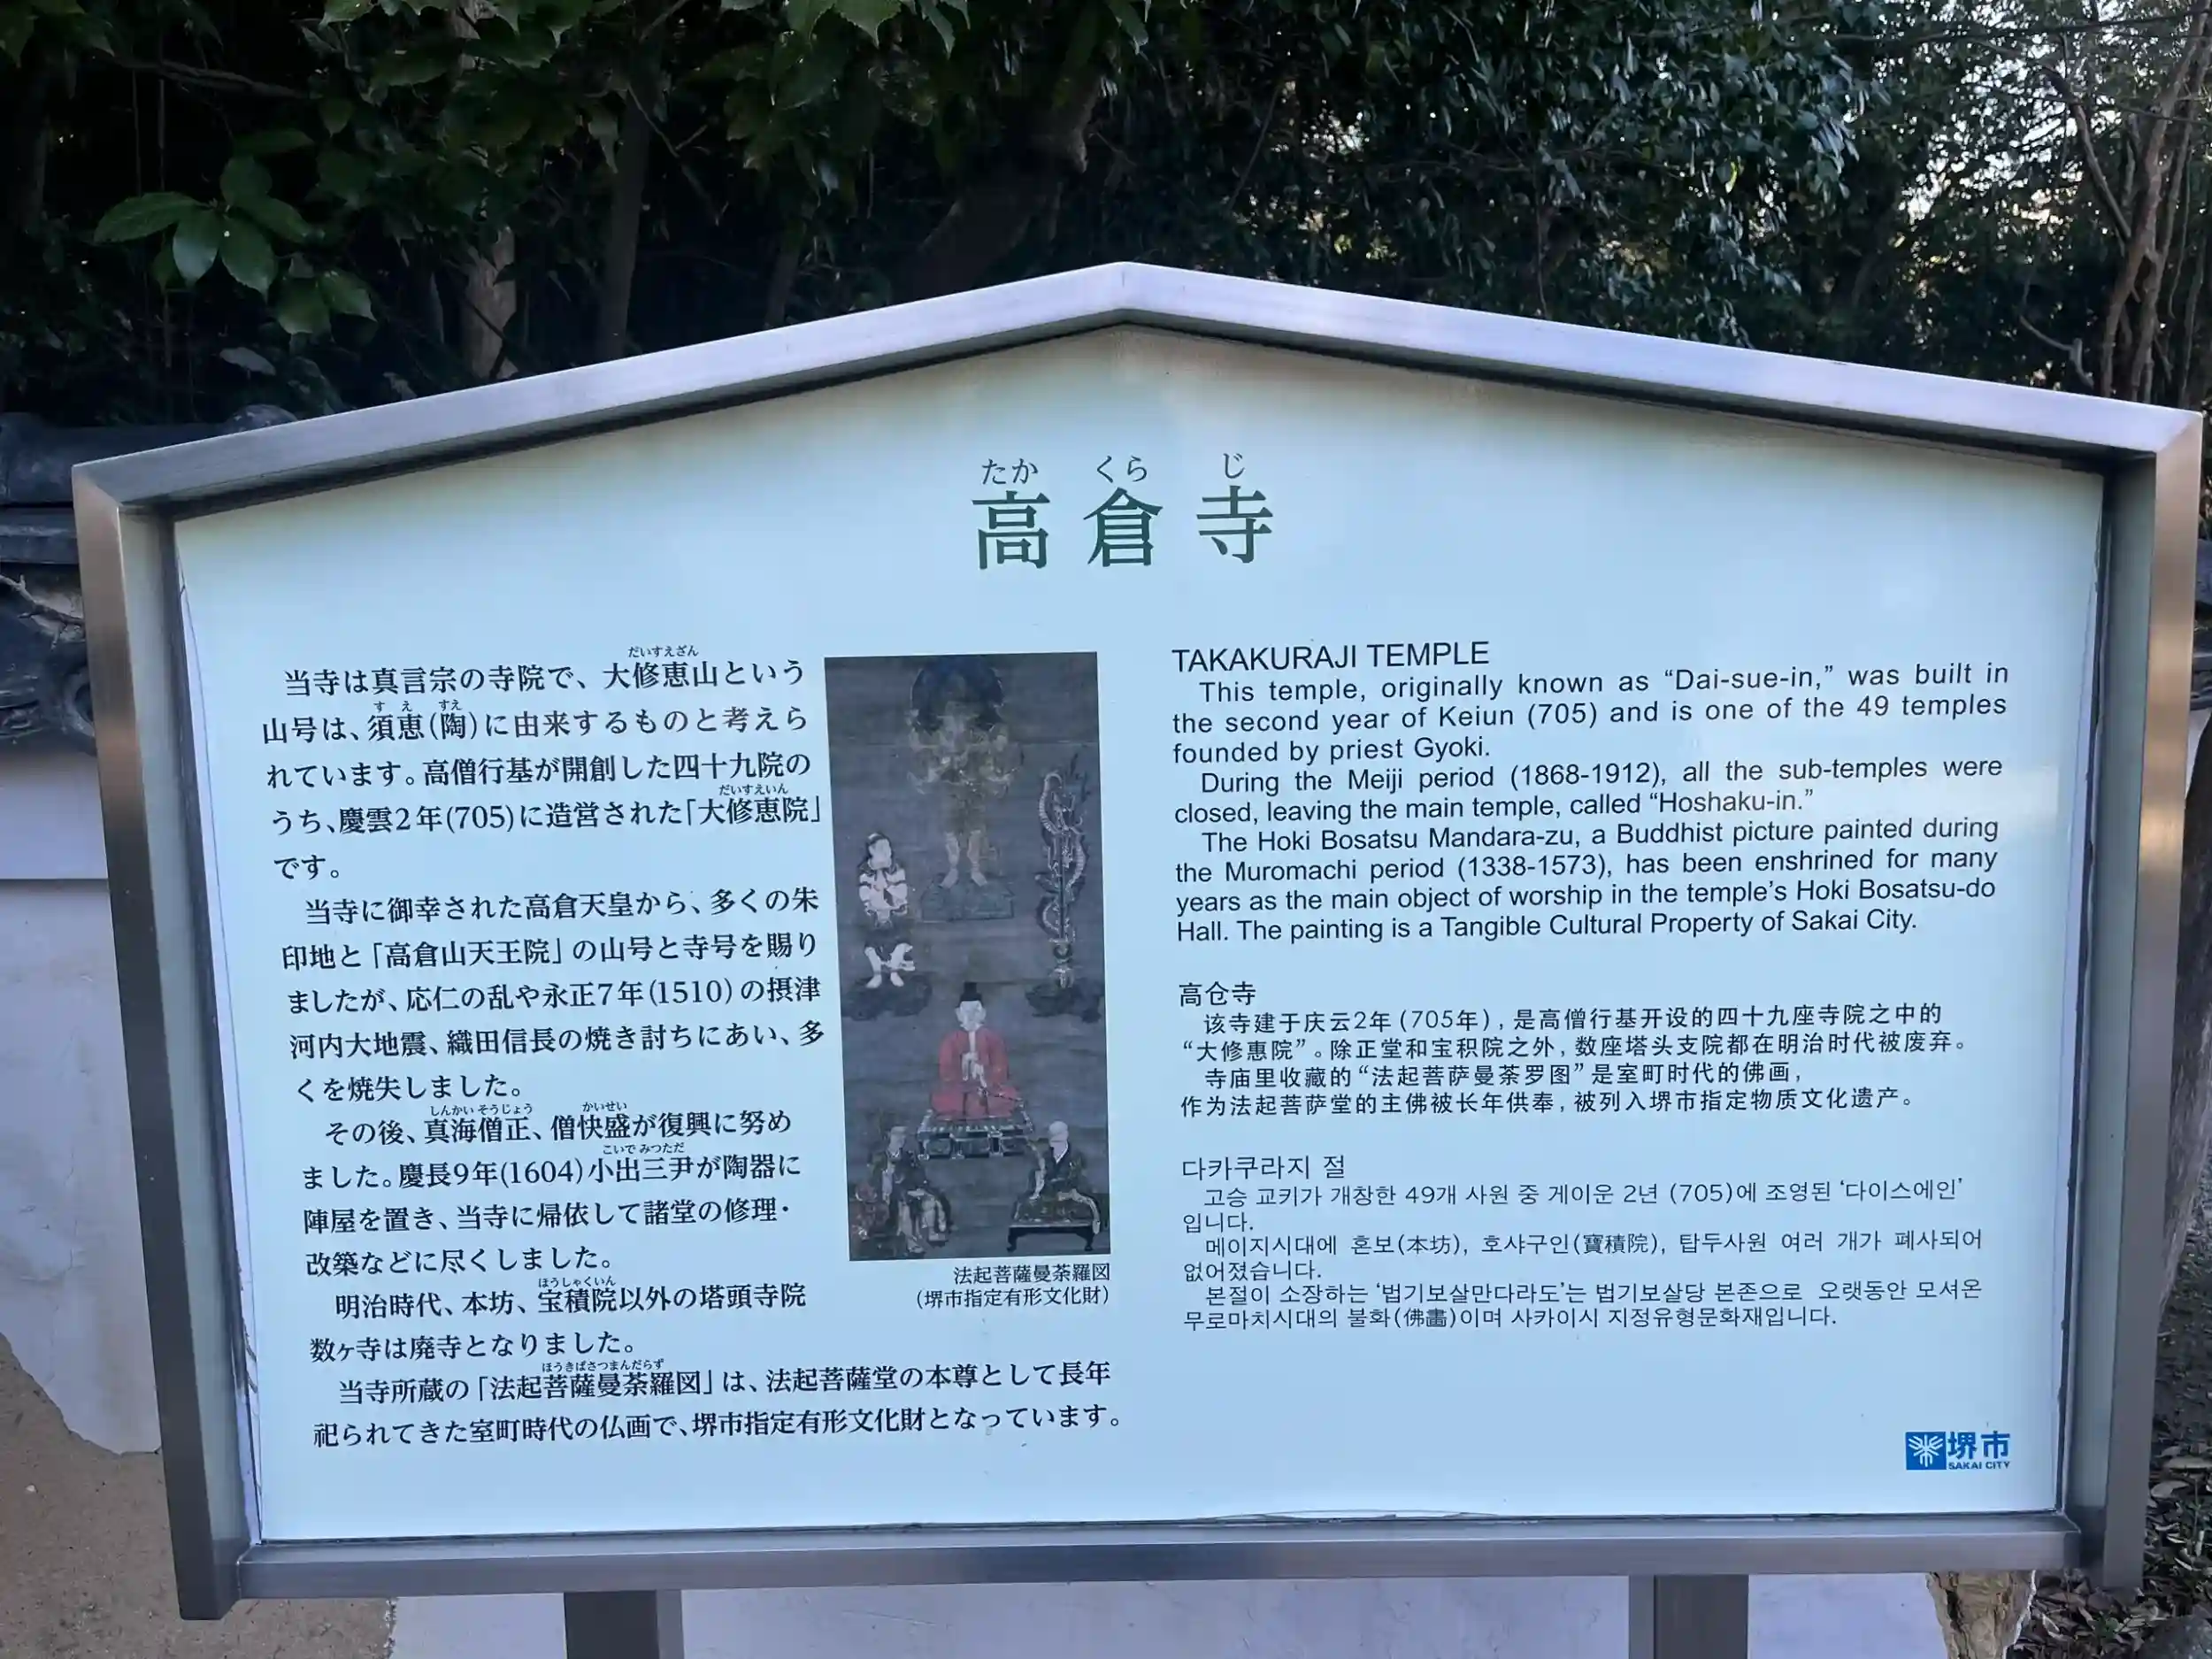 たか くら じ
高倉寺
だいすえざん
当寺は真言宗の寺院で、大修恵山という
す え すえ
山号は、須恵(陶)に由来するものと考えら
れています。高僧行基が開創した四十九院の
だいすえいん
うち、慶雲2年(705)に造営された「大修恵院」
です。
当寺に御幸された高倉天皇から、多くの朱
印地と「高倉山天王院」の山号と寺号を賜り
ましたが、応仁の乱や永正7年(1510)の摂津
河内大地震、織田信長の焼き討ちにあい、多
くを焼失しました。
しんかい そうじょう かいせい
その後、真海僧正、僧快盛が復興に努め
こいで みつただ
ました。慶長9年(1604)小出三尹が陶器に
陣屋を置き、当寺に帰依して諸堂の修理・
改築などに尽くしました。
ほうしゃくいん
明治時代、本坊、宝積院以外の塔頭寺院
数ヶ寺は廃寺となりました。
ほうきぼさつまんだらず
当寺所蔵の「法起菩薩曼荼羅図」は、法起菩薩堂の本尊として長年
祀られてきた室町時代の仏画で、堺市指定有形文化財となっています。
法起菩薩曼荼羅図
(堺市指定有形文化財)
TAKAKURAJI TEMPLE
This temple, originally known as “Dai-sue-in,” was built in
the second year of Keiun (705) and is one of the 49 temples
founded by priest Gyoki.
During the Meiji period (1868-1912), all the sub-temples were
closed, leaving the main temple, called “Hoshaku-in.”
The Hoki Bosatsu Mandara-zu, a Buddhist picture painted during
the Muromachi period (1338-1573), has been enshrined for many
years as the main object of worship in the temple’s Hoki Bosatsu-do
Hall. The painting is a Tangible Cultural Property of Sakai City.
高仓寺
该寺建于庆云2年(705年),是高僧行基开设的四十九座寺院之中的
“大修惠院”。除正堂和宝积院之外,数座塔头支院都在明治时代被废弃。
寺庙里收藏的“法起菩萨曼荼罗图”是室町时代的佛画,
作为法起菩萨堂的主佛被长年供奉,被列入堺市指定物质文化遗产。
다카쿠라지 절
고승 교키가 개창한 49개 사원 중 게이운 2년 (705)에 조영된 ‘다이스에인’
입니다.
메이지시대에 혼보(本坊), 호샤구인(寶積院), 탑두사원 여러 개가 폐사되어
없어졌습니다.
본절이 소장하는 ‘법기보살만다라도’는 법기보살당 본존으로 오랫동안 모셔온
무로마치시대의 불화(佛畵)이며 사카이시 지정유형문화재입니다.
堺市
SAKAI CITY